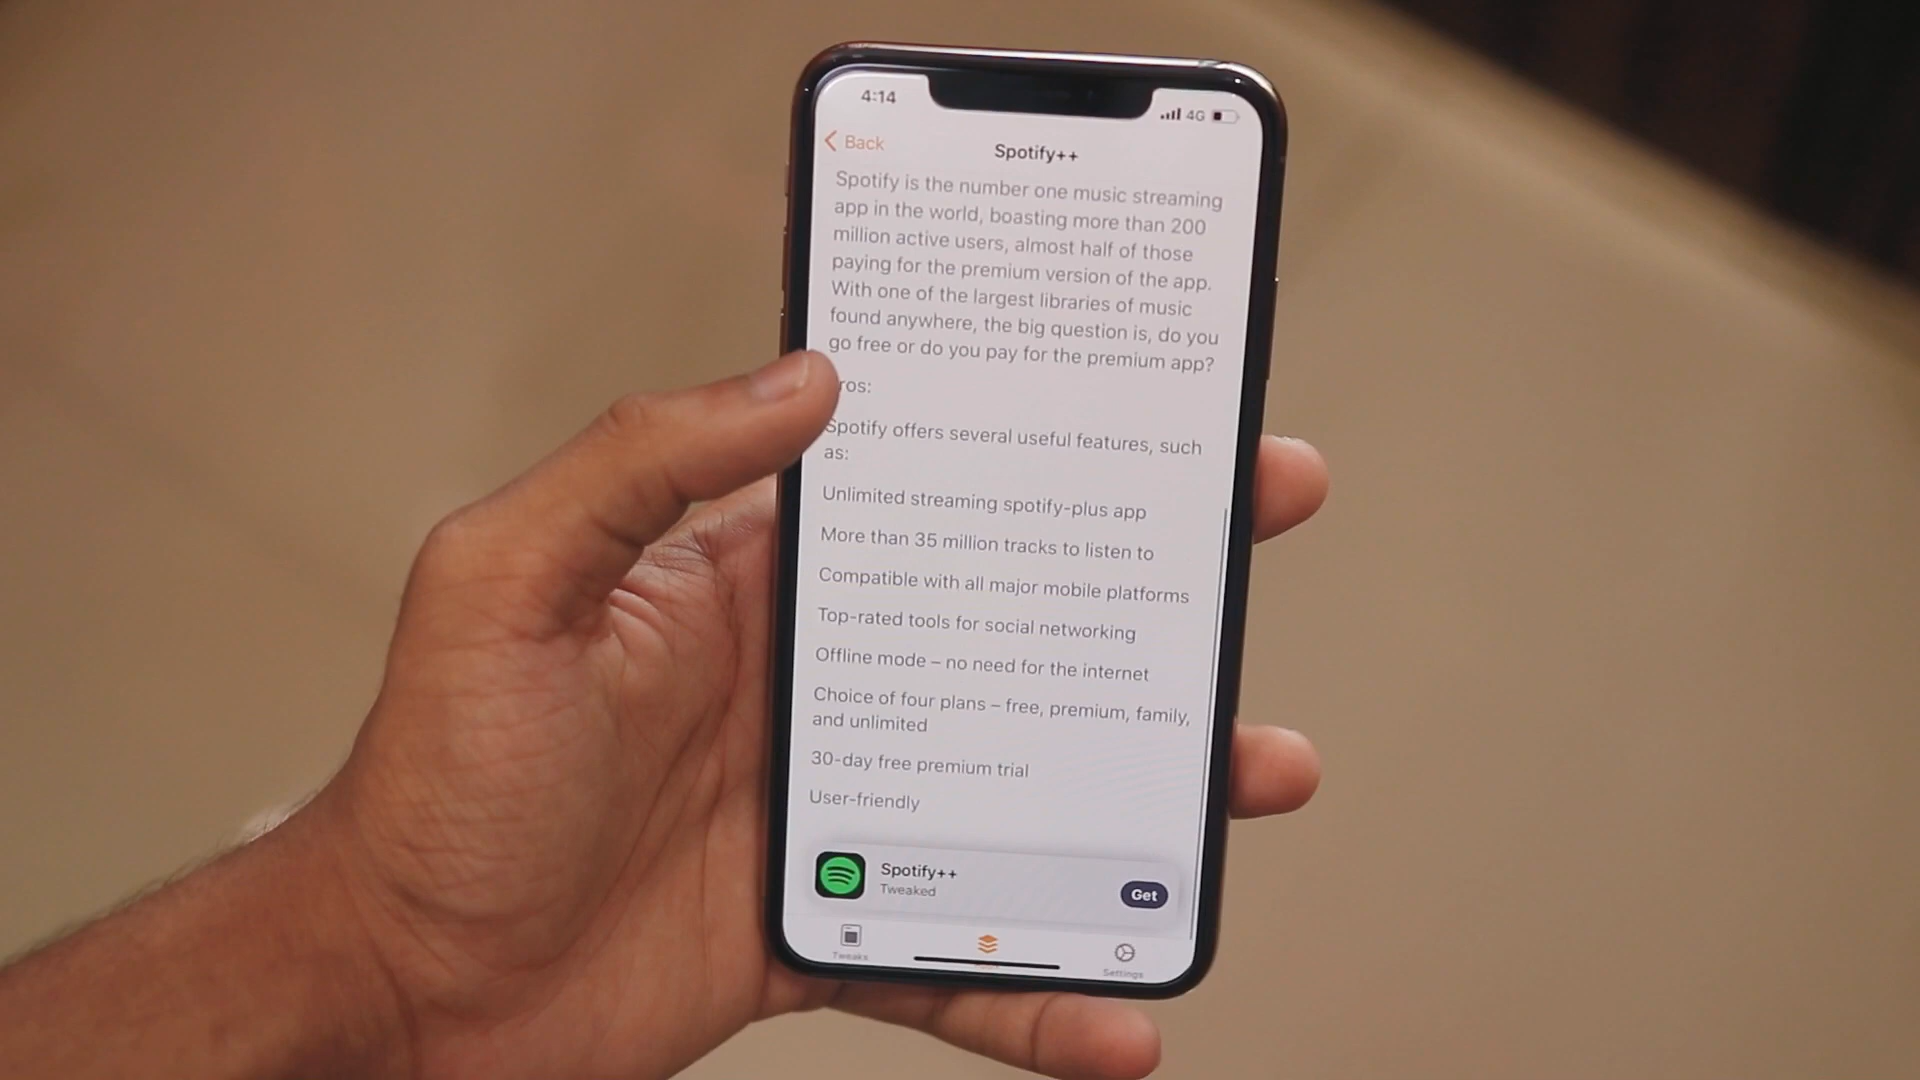 4:14
4G
Back
Spotify++
Spotify is the number one music streaming
app in the world, boasting more than 200
million active users, almost half of those
paying for the premium version of the app.
With one of the largest libraries of music
found anywhere, the big question is, do you
go free or do you pay for the premium app?
ros:
Spotify offers several useful features, such
as:
Unlimited streaming spotify-plus app
More than 35 million tracks to listen to
Compatible with all major mobile platforms
Top-rated tools for social networking
Offline mode – no need for the internet
Choice of four plans – free, premium, family,
and unlimited
30-day free premium trial
User-friendly
Spotify++
Tweaked
Get
Tweaks
Settings